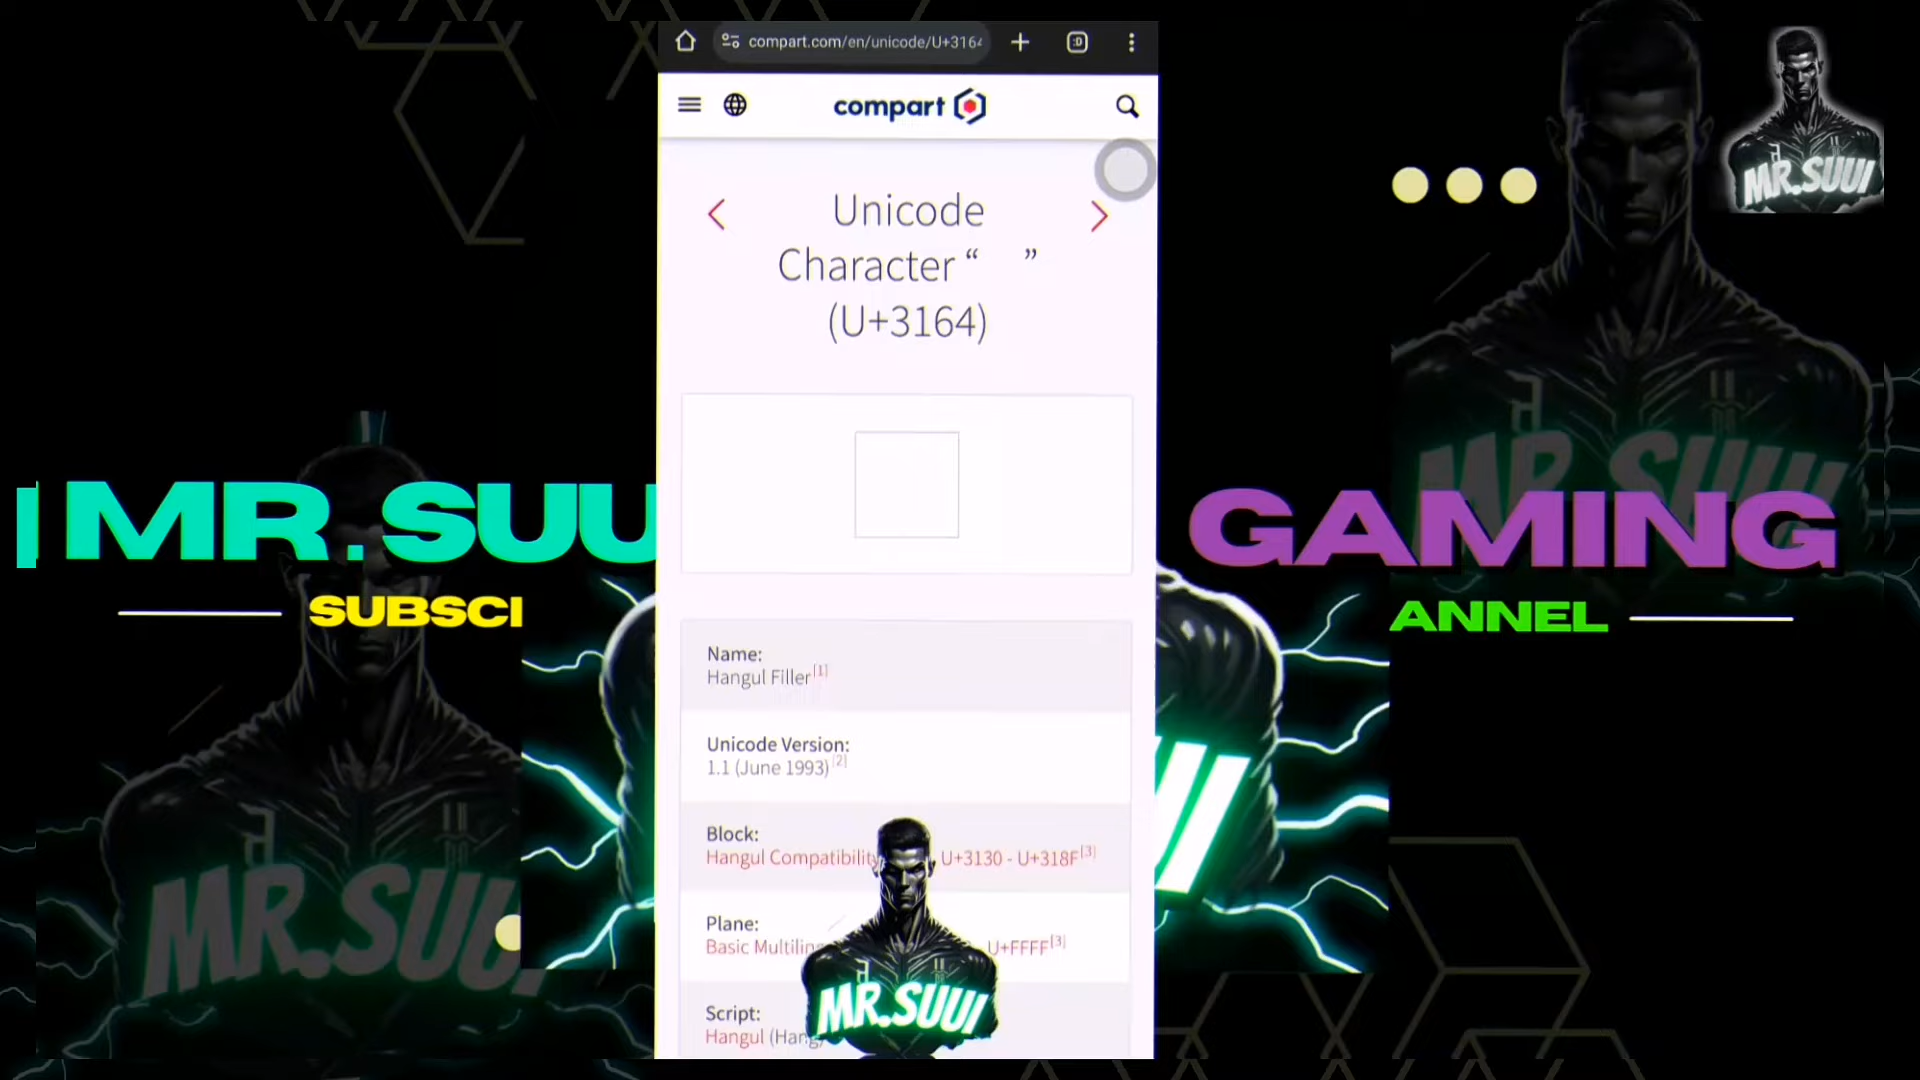 compart.com/en/unicode/U+3164
:D
compart
MR.SUUI
Unicode
Character “ㅤ”
(U+3164)
MR.SUU
GAMING
SUBSCI
ANNEL
MR.SUUI
Name:
Hangul Filler[1]
Unicode Version:
1.1 (June 1993)[2]
Block:
Hangul Compatibility U+3130 - U+318F[3]
Plane:
Basic - U+FFFF[3]
MR.SUU
MR.SUUI
Script:
Hangul